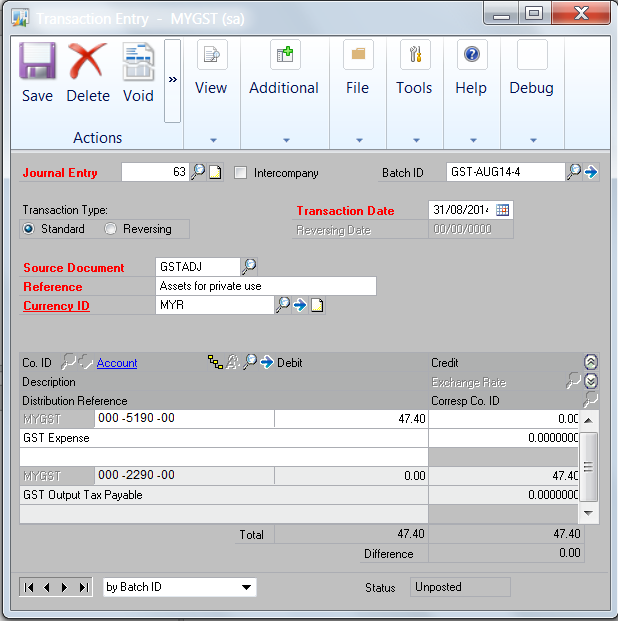 Transaction Entry - MYGST (sa)
Save Delete Void » View Additional File Tools Help Debug
Actions
Journal Entry 63 Intercompany Batch ID GST-AUG14-4
Transaction Type: Transaction Date 31/08/201
Standard Reversing Reversing Date 00/00/0000
Source Document GSTADJ
Reference Assets for private use
Currency ID MYR
Co. ID Account Debit Credit
Description Exchange Rate
Distribution Reference Corresp Co. ID
MYGST 000 -5190 -00 47.40 0.00
GST Expense 0.0000000
MYGST 000 -2290 -00 0.00 47.40
GST Output Tax Payable 0.0000000
Total 47.40 47.40
Difference 0.00
by Batch ID Status Unposted